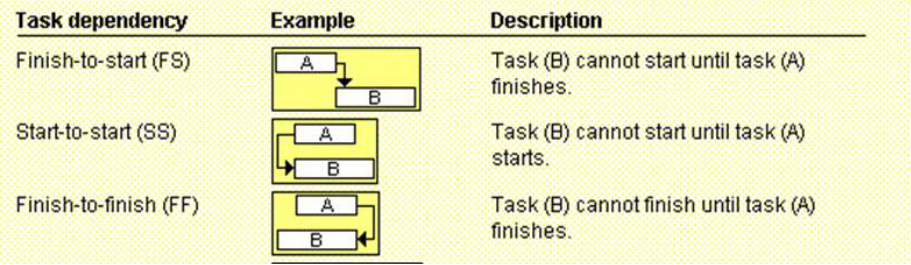 Task dependency Example Description
Finish-to-start (FS) A B Task (B) cannot start until task (A)
finishes.
Start-to-start (SS) A B Task (B) cannot start until task (A)
starts.
Finish-to-finish (FF) A B Task (B) cannot finish until task (A)
finishes.